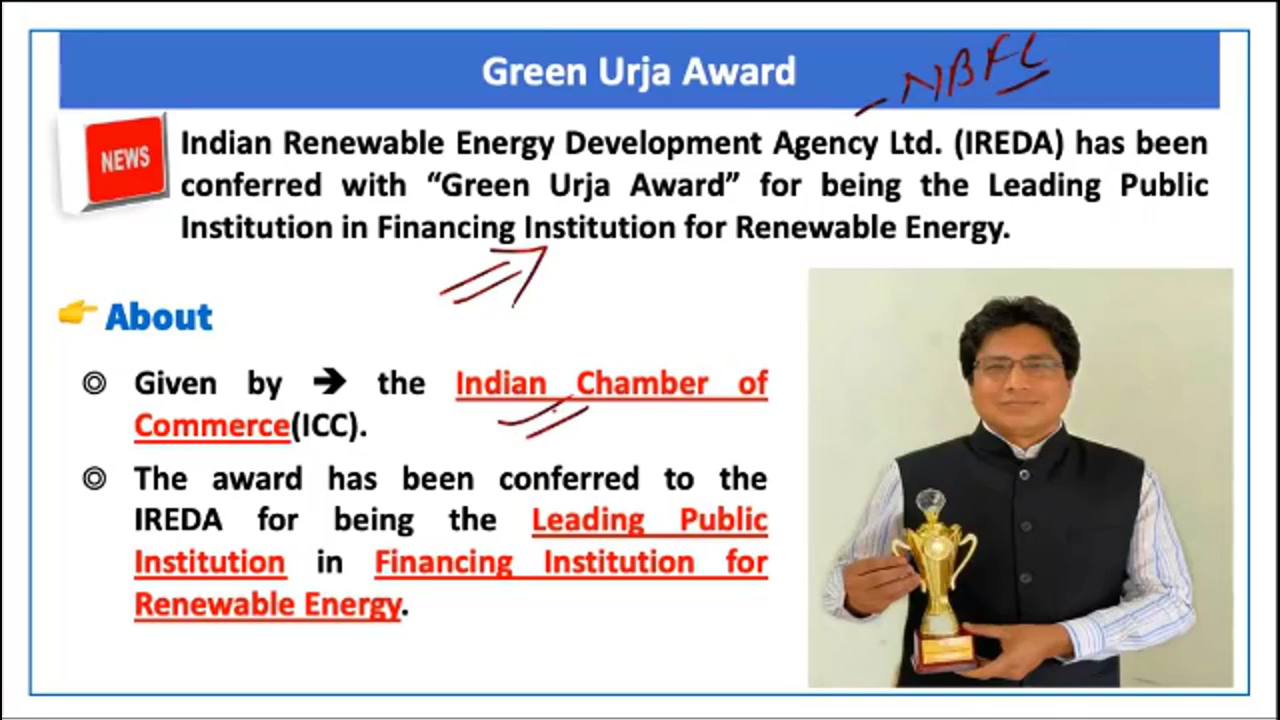 Green Urja Award
NBFC
NEWS
Indian Renewable Energy Development Agency Ltd. (IREDA) has been
conferred with “Green Urja Award” for being the Leading Public
Institution in Financing Institution for Renewable Energy.
About
Given by ➔ the Indian Chamber of
Commerce(ICC).
The award has been conferred to the
IREDA for being the Leading Public
Institution in Financing Institution for
Renewable Energy.